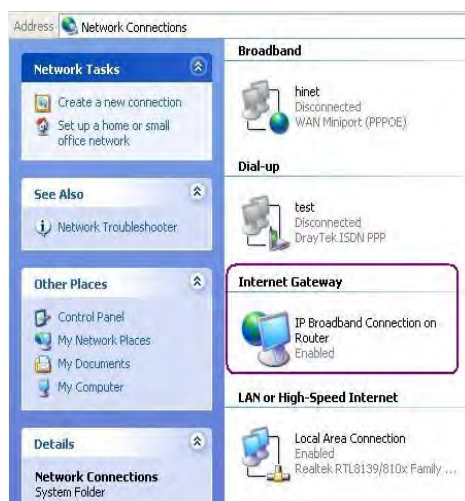 Address Network Connections
Network Tasks
Create a new connection
Set up a home or small
office network
See Also
Network Troubleshooter
Other Places
Control Panel
My Network Places
My Documents
My Computer
Details
Network Connections
System Folder
Broadband
hinet
Disconnected
WAN Miniport (PPPOE)
Dial-up
test
Disconnected
DrayTek ISDN PPP
Internet Gateway
IP Broadband Connection on
Router
Enabled
LAN or High-Speed Internet
Local Area Connection
Enabled
Realtek RTL8139/810x Family ...